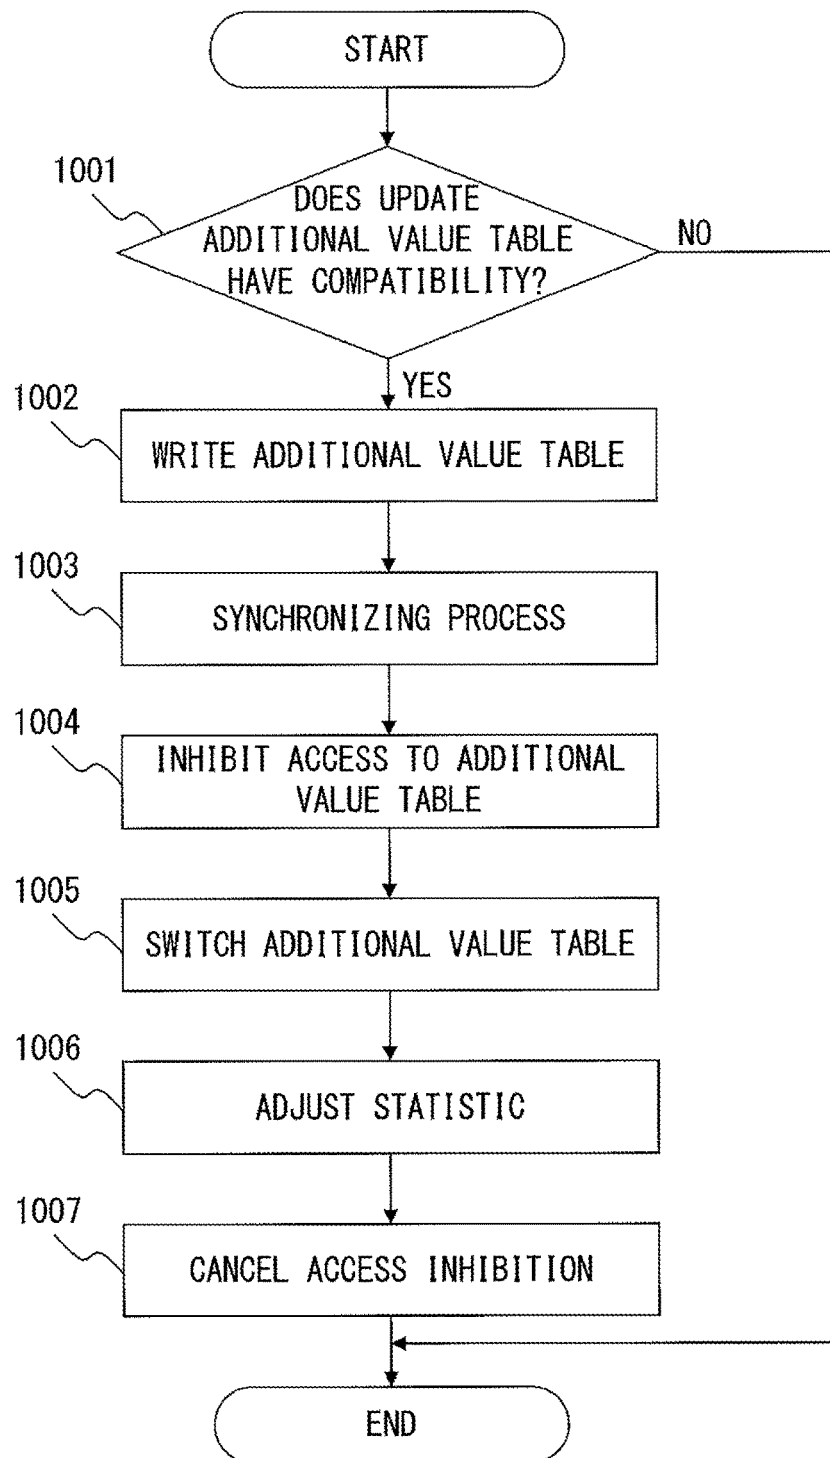 START
1001
DOES UPDATE
ADDITIONAL VALUE TABLE
HAVE COMPATIBILITY?
NO
YES
1002
WRITE ADDITIONAL VALUE TABLE
1003
SYNCHRONIZING PROCESS
1004
INHIBIT ACCESS TO ADDITIONAL
VALUE TABLE
1005
SWITCH ADDITIONAL VALUE TABLE
1006
ADJUST STATISTIC
1007
CANCEL ACCESS INHIBITION
END